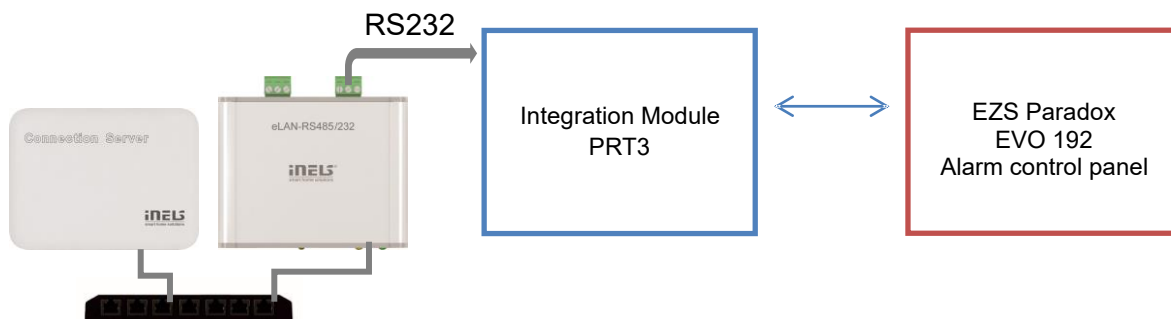 RS232
Connection Server
iNELS
eLAN-RS485/232
iNELS
Integration Module
PRT3
EZS Paradox
EVO 192
Alarm control panel